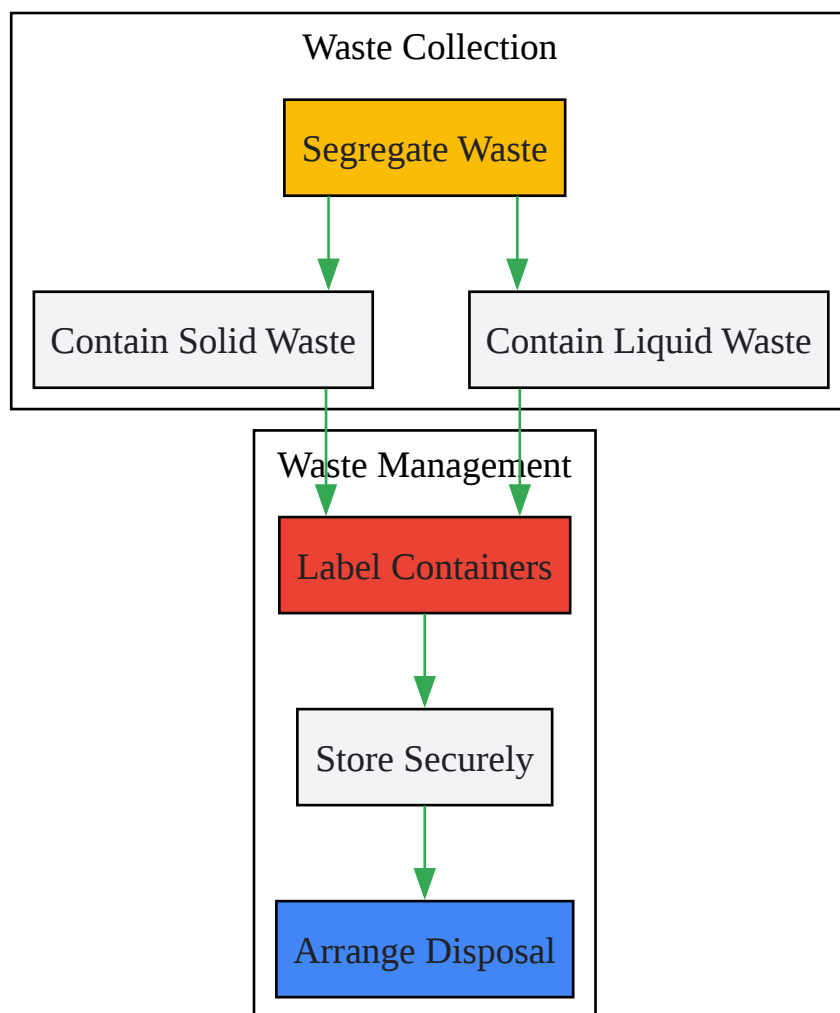 Waste Collection
Segregate Waste
Contain Solid Waste
Contain Liquid Waste
Waste Management
Label Containers
Store Securely
Arrange Disposal